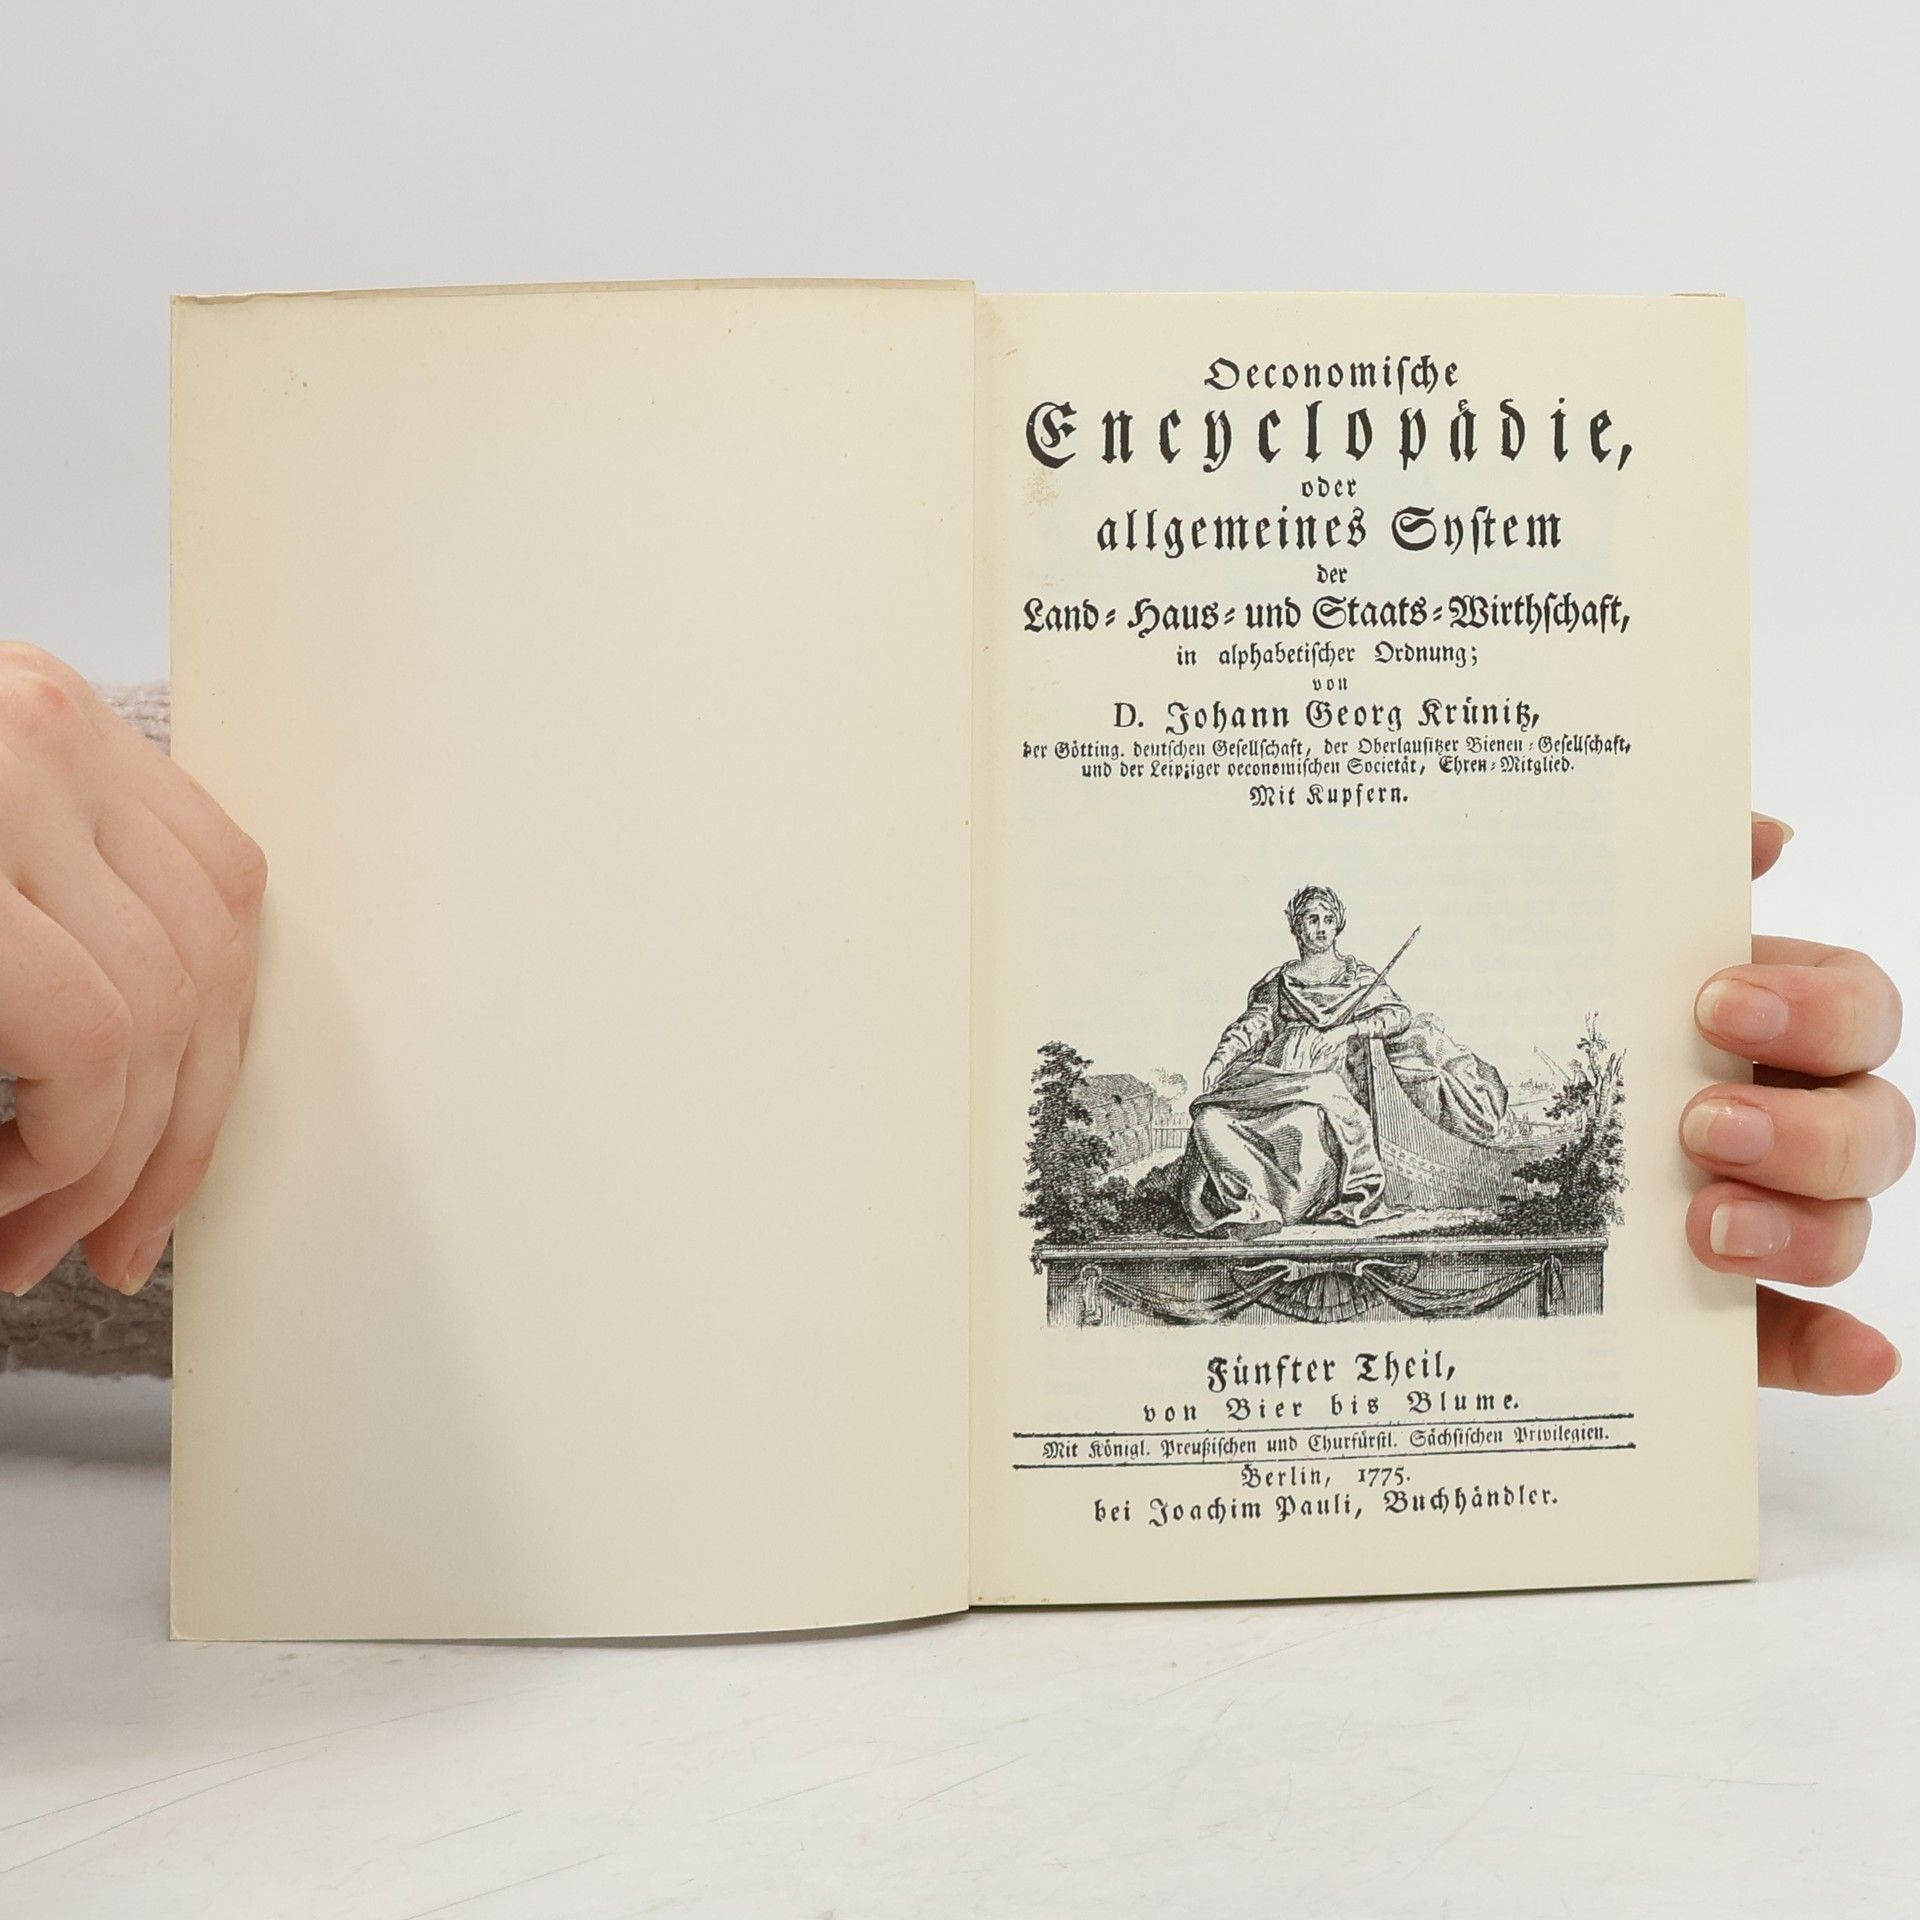 Oeconomiſche
Encyclopaͤdie,
oder
allgemeines Syſtem
der
Land⸗ Haus⸗ und Staats⸗Wirthſchaft,
in alphabetiſcher Ordnung;
von
D. Johann Georg Krünitz,
der Götting. deutſchen Geſellſchaft, der Oberlauſitzer Bienen⸗Geſellſchaft,
und der Leipziger oeconomiſchen Societät, Ehren⸗Mitglied.
Mit Kupfern.
Fünfter Theil,
von Bier bis Blume.
Mit Königl. Preußiſchen und Churfürſtl. Sächſiſchen Privilegien.
Berlin, 1775.
bei Joachim Pauli, Buchhändler.